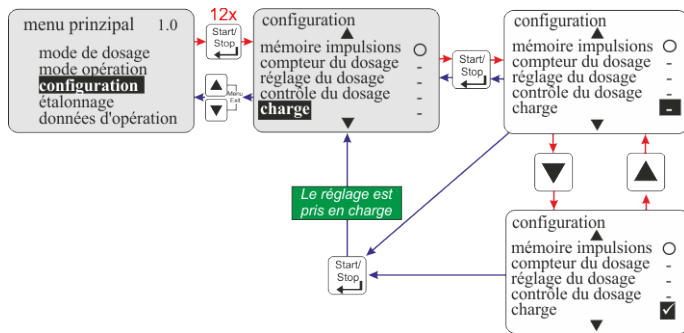 menu prinzipal 1.0
mode de dosage
mode opération
configuration
étalonnage
données d'opération
12x
Start/
Stop
Menu
Exit
configuration
mémoire impulsions
compteur du dosage -
réglage du dosage -
contrôle du dosage -
charge -
Start/
Stop
configuration
mémoire impulsions
compteur du dosage -
réglage du dosage -
contrôle du dosage -
charge -
Le réglage est
pris en charge
Start/
Stop
configuration
mémoire impulsions
compteur du dosage -
réglage du dosage -
contrôle du dosage -
charge ✓